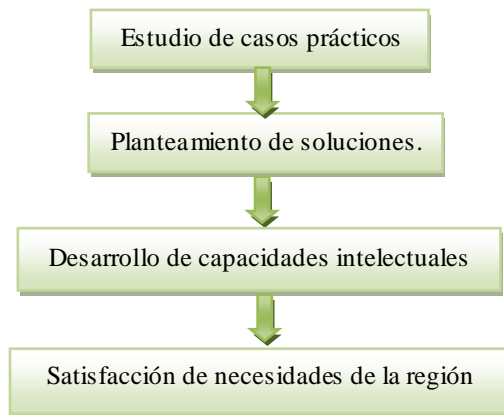 Estudio de casos prácticos
Planteamiento de soluciones.
Desarrollo de capacidades intelectuales
Satisfacción de necesidades de la región